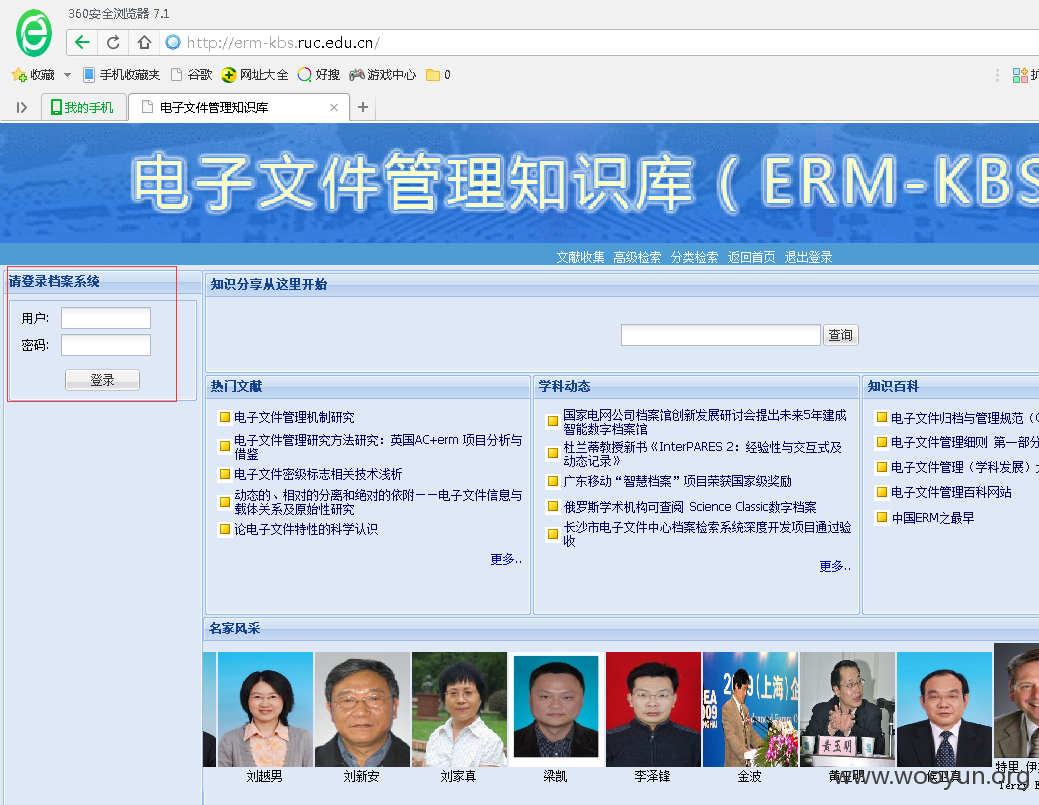 360安全浏览器 7.1
http://erm-kbs.ruc.edu.cn/
收藏 手机收藏夹 谷歌 网址大全 好搜 游戏中心 0
我的手机 电子文件管理知识库
电子文件管理知识库（ERM-KBS
文献收集 高级检索 分类检索 返回首页 退出登录
请登录档案系统
用户:
密码:
登录
知识分享从这里开始
查询
热门文献
电子文件管理机制研究
电子文件管理研究方法研究：英国AC+erm 项目分析与
借鉴
电子文件密级标志相关技术浅析
动态的、相对的分离和绝对的依附－－电子文件信息与
载体关系及原始性研究
论电子文件特性的科学认识
更多..
学科动态
国家电网公司档案馆创新发展研讨会提出未来5年建成
智能数字档案馆
杜兰蒂教授新书《InterPARES 2：经验性与交互式及
动态记录》
广东移动“智慧档案”项目荣获国家级奖励
俄罗斯学术机构可查阅 Science Classic数字档案
长沙市电子文件中心档案检索系统深度开发项目通过验
收
更多..
知识百科
电子文件归档与管理规范（
电子文件管理细则 第一部分
电子文件管理（学科发展）
电子文件管理百科网站
中国ERM之最早
名家风采
黄玉明
刘越男 刘新安 刘家真 梁凯 李泽锋 金波
特里.伊
Terry
www.wooyun.org